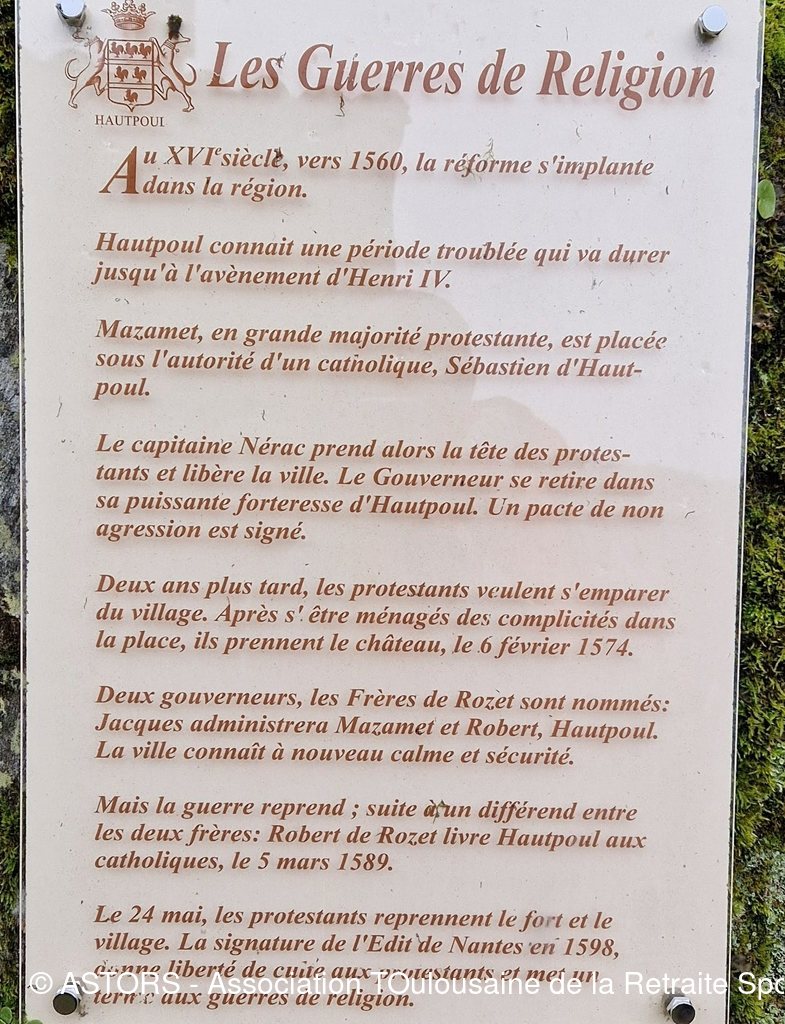 HAUTPOUL
Les Guerres de Religion
Au XVIe siècle, vers 1560, la réforme s'implante
dans la région.
Hautpoul connait une période troublée qui va durer
jusqu'à l'avènement d'Henri IV.
Mazamet, en grande majorité protestante, est placée
sous l'autorité d'un catholique, Sébastien d'Haut-
poul.
Le capitaine Nérac prend alors la tête des protes-
tants et libère la ville. Le Gouverneur se retire dans
sa puissante forteresse d'Hautpoul. Un pacte de non
agression est signé.
Deux ans plus tard, les protestants veulent s'emparer
du village. Après s' être ménagés des complicités dans
la place, ils prennent le château, le 6 février 1574.
Deux gouverneurs, les Frères de Rozet sont nommés:
Jacques administrera Mazamet et Robert, Hautpoul.
La ville connaît à nouveau calme et sécurité.
Mais la guerre reprend ; suite à un différend entre
les deux frères: Robert de Rozet livre Hautpoul aux
catholiques, le 5 mars 1589.
Le 24 mai, les protestants reprennent le fort et le
village. La signature de l'Edit de Nantes en 1598,
donne liberté de culte aux protestants et met un
terme aux guerres de religion.
© ASTORS - Association TOulousaine de la Retraite Spo